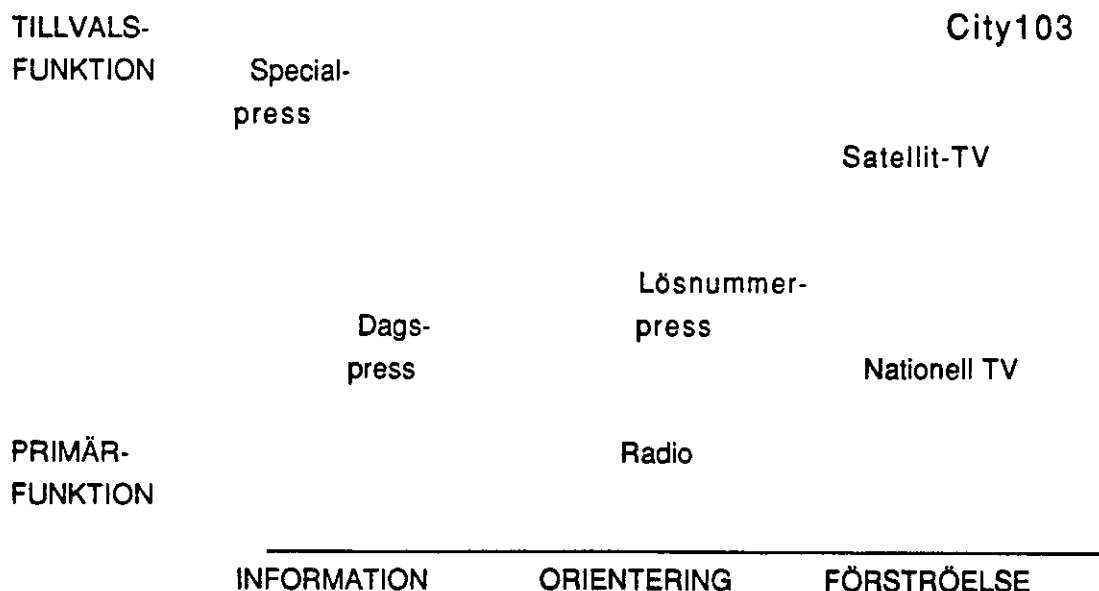 TILLVALS-
FUNKTION
City103
Special-
press
Satellit-TV
Lösnummer-
press
Dags-
press
Nationell TV
PRIMÄR-
FUNKTION
Radio
INFORMATION
ORIENTERING
FÖRSTRÖELSE